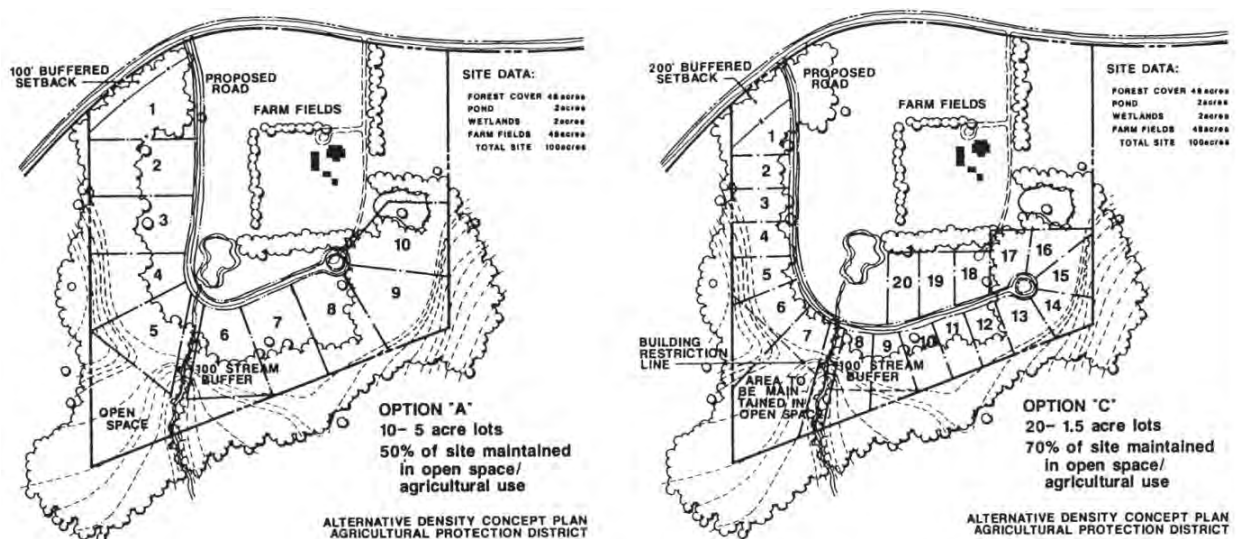 100' BUFFERED
SETBACK
PROPOSED
ROAD
FARM FIELDS
SITE DATA:
FOREST COVER 48acres
POND 2acres
WETLANDS 2acres
FARM FIELDS 48acres
TOTAL SITE 100acres
1
2
3
4
5
6
7
8
9
10
100' STREAM
BUFFER
OPEN
SPACE
OPTION "A"
10- 5 acre lots
50% of site maintained
in open space/
agricultural use
ALTERNATIVE DENSITY CONCEPT PLAN
AGRICULTURAL PROTECTION DISTRICT
200' BUFFERED
SETBACK
PROPOSED
ROAD
FARM FIELDS
SITE DATA:
FOREST COVER 48acres
POND 2acres
WETLANDS 2acres
FARM FIELDS 48acres
TOTAL SITE 100acres
1
2
3
4
5
6
7
8
9
10
11
12
13
14
15
16
17
18
19
20
BUILDING
RESTRICTION
LINE
100' STREAM
BUFFER
AREA TO
BE MAIN-
TAINED IN
OPEN SPACE
OPTION "C"
20- 1.5 acre lots
70% of site maintained
in open space/
agricultural use
ALTERNATIVE DENSITY CONCEPT PLAN
AGRICULTURAL PROTECTION DISTRICT